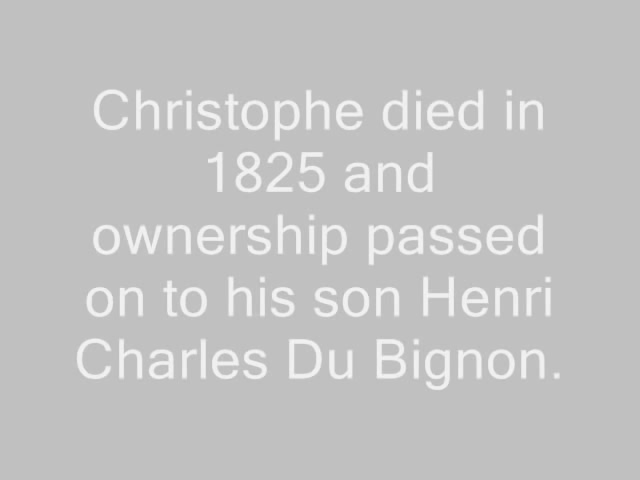 Christophe died in
1825 and
ownership passed
on to his son Henri
Charles Du Bignon.